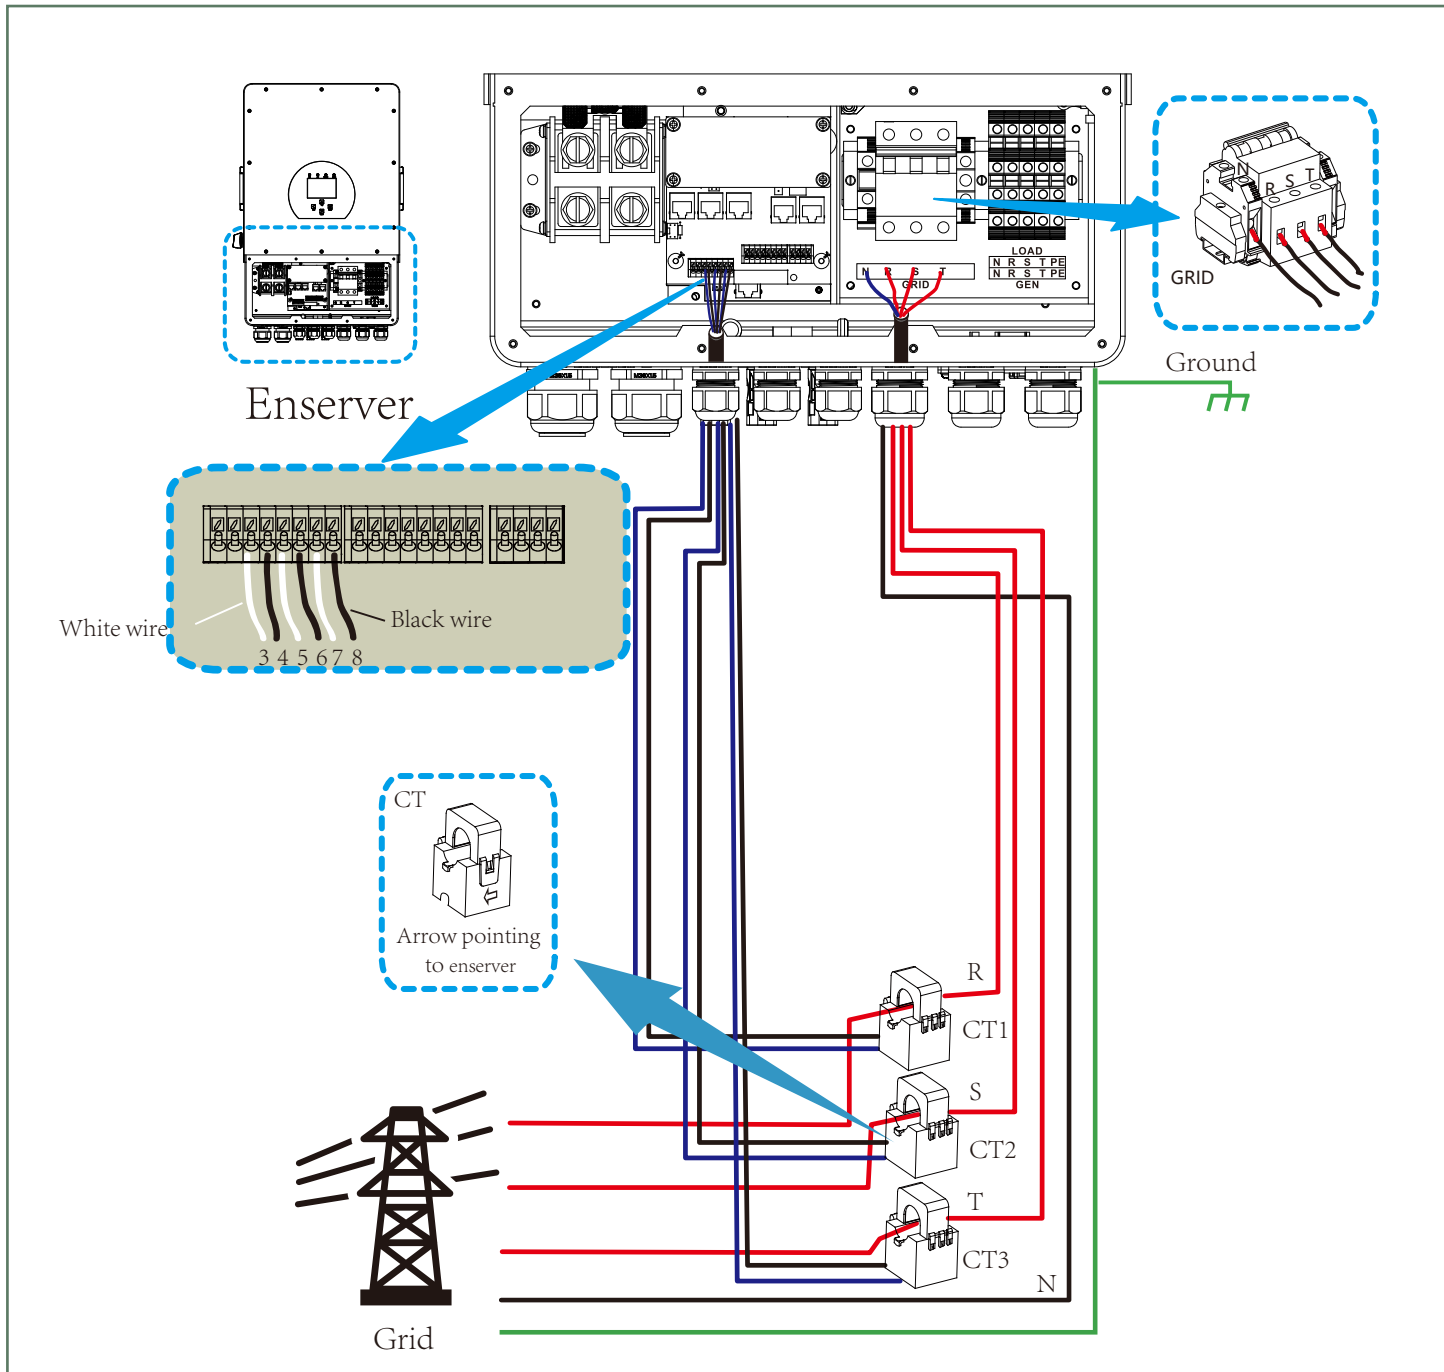 N
R
S
T
GRID
Ground
LOAD
N R S T PE
N R S T PE
GEN
N R S T
GRID
Enserver
White wire
Black wire
3 4 5 6 7 8
CT
Arrow pointing
to enserver
R
CT1
S
CT2
T
CT3
N
Grid